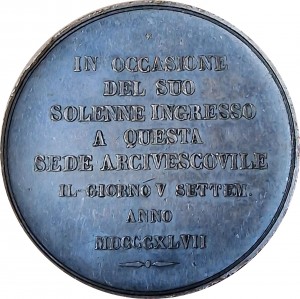 IN OCCASIONE
DEL SUO
SOLENNE INGRESSO
A QUESTA
SEDE ARCIVESCOVILE
IL GIORNO V SETTEM.
ANNO
MDCCCXLVII